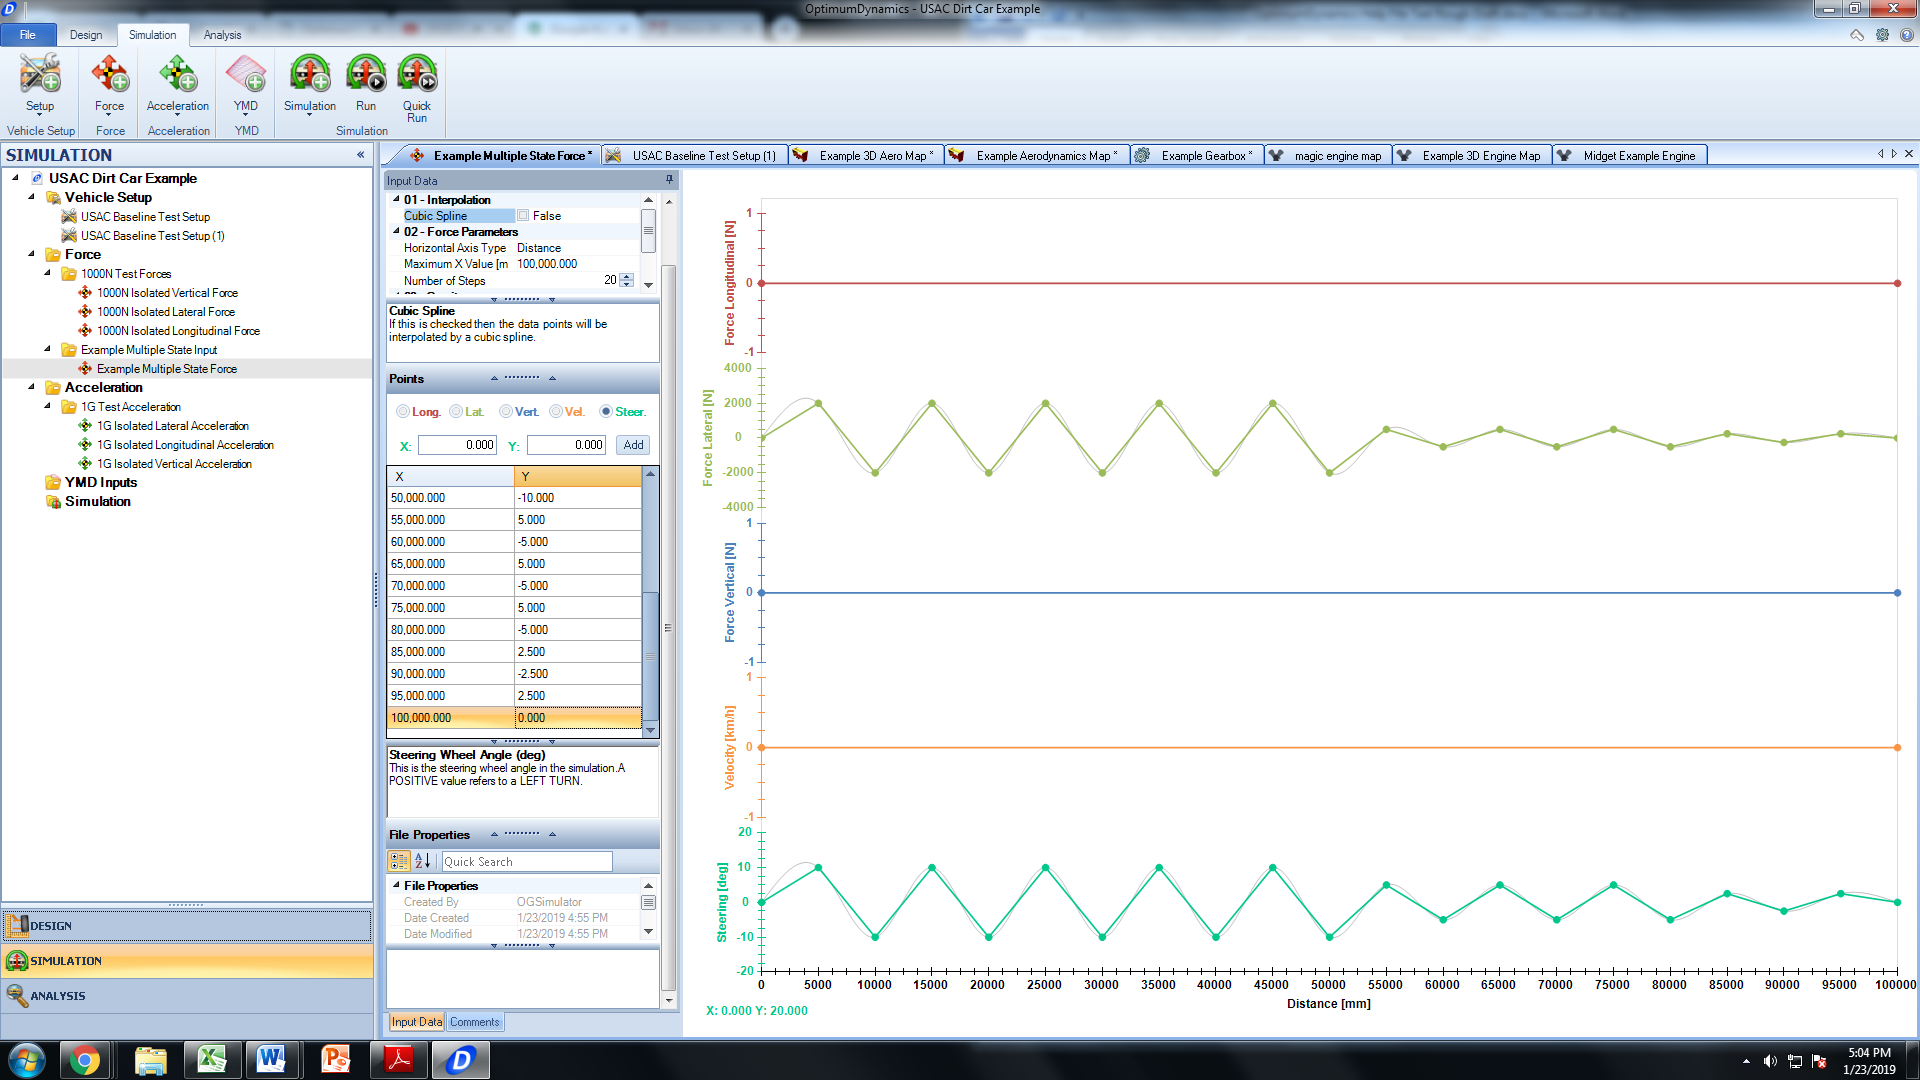 OptimumDynamics - USAC Dirt Car Example
File
Design
Simulation
Analysis
Setup
Force
Acceleration
YMD
Simulation
Run
Quick
Run
Vehicle Setup
Force
Acceleration
YMD
Simulation
SIMULATION
USAC Dirt Car Example
Vehicle Setup
USAC Baseline Test Setup
USAC Baseline Test Setup (1)
Force
1000N Test Forces
1000N Isolated Vertical Force
1000N Isolated Lateral Force
1000N Isolated Longitudinal Force
Example Multiple State Input
Example Multiple State Force
Acceleration
1G Test Acceleration
1G Isolated Lateral Acceleration
1G Isolated Longitudinal Acceleration
1G Isolated Vertical Acceleration
YMD Inputs
Simulation
DESIGN
SIMULATION
ANALYSIS
Example Multiple State Force *
USAC Baseline Test Setup (1)
Example 3D Aero Map *
Example Aerodynamics Map *
Example Gearbox *
magic engine map
Example 3D Engine Map
Midget Example Engine
Input Data
01 - Interpolation
Cubic Spline False
02 - Force Parameters
Horizontal Axis Type Distance
Maximum X Value [m 100,000.000
Number of Steps 20
Cubic Spline
If this is checked then the data points will be
interpolated by a cubic spline.
Points
Long. Lat. Vert. Vel. Steer.
X: 0.000 Y: 0.000 Add
X Y
50,000.000 -10.000
55,000.000 5.000
60,000.000 -5.000
65,000.000 5.000
70,000.000 -5.000
75,000.000 5.000
80,000.000 -5.000
85,000.000 2.500
90,000.000 -2.500
95,000.000 2.500
100,000.000 0.000
Steering Wheel Angle (deg)
This is the steering wheel angle in the simulation.A
POSITIVE value refers to a LEFT TURN.
File Properties
Quick Search
File Properties
Created By OGSimulator
Date Created 1/23/2019 4:55 PM
Date Modified 1/23/2019 4:55 PM
Input Data
Comments
Force Longitudinal [N]
1
0
-1
Force Lateral [N]
4000
2000
0
-2000
-4000
Force Vertical [N]
1
0
-1
Velocity [km/h]
1
0
-1
Steering [deg]
20
10
0
-10
-20
0 5000 10000 15000 20000 25000 30000 35000 40000 45000 50000 55000 60000 65000 70000 75000 80000 85000 90000 95000 100000
Distance [mm]
X: 0.000 Y: 20.000
5:04 PM
1/23/2019